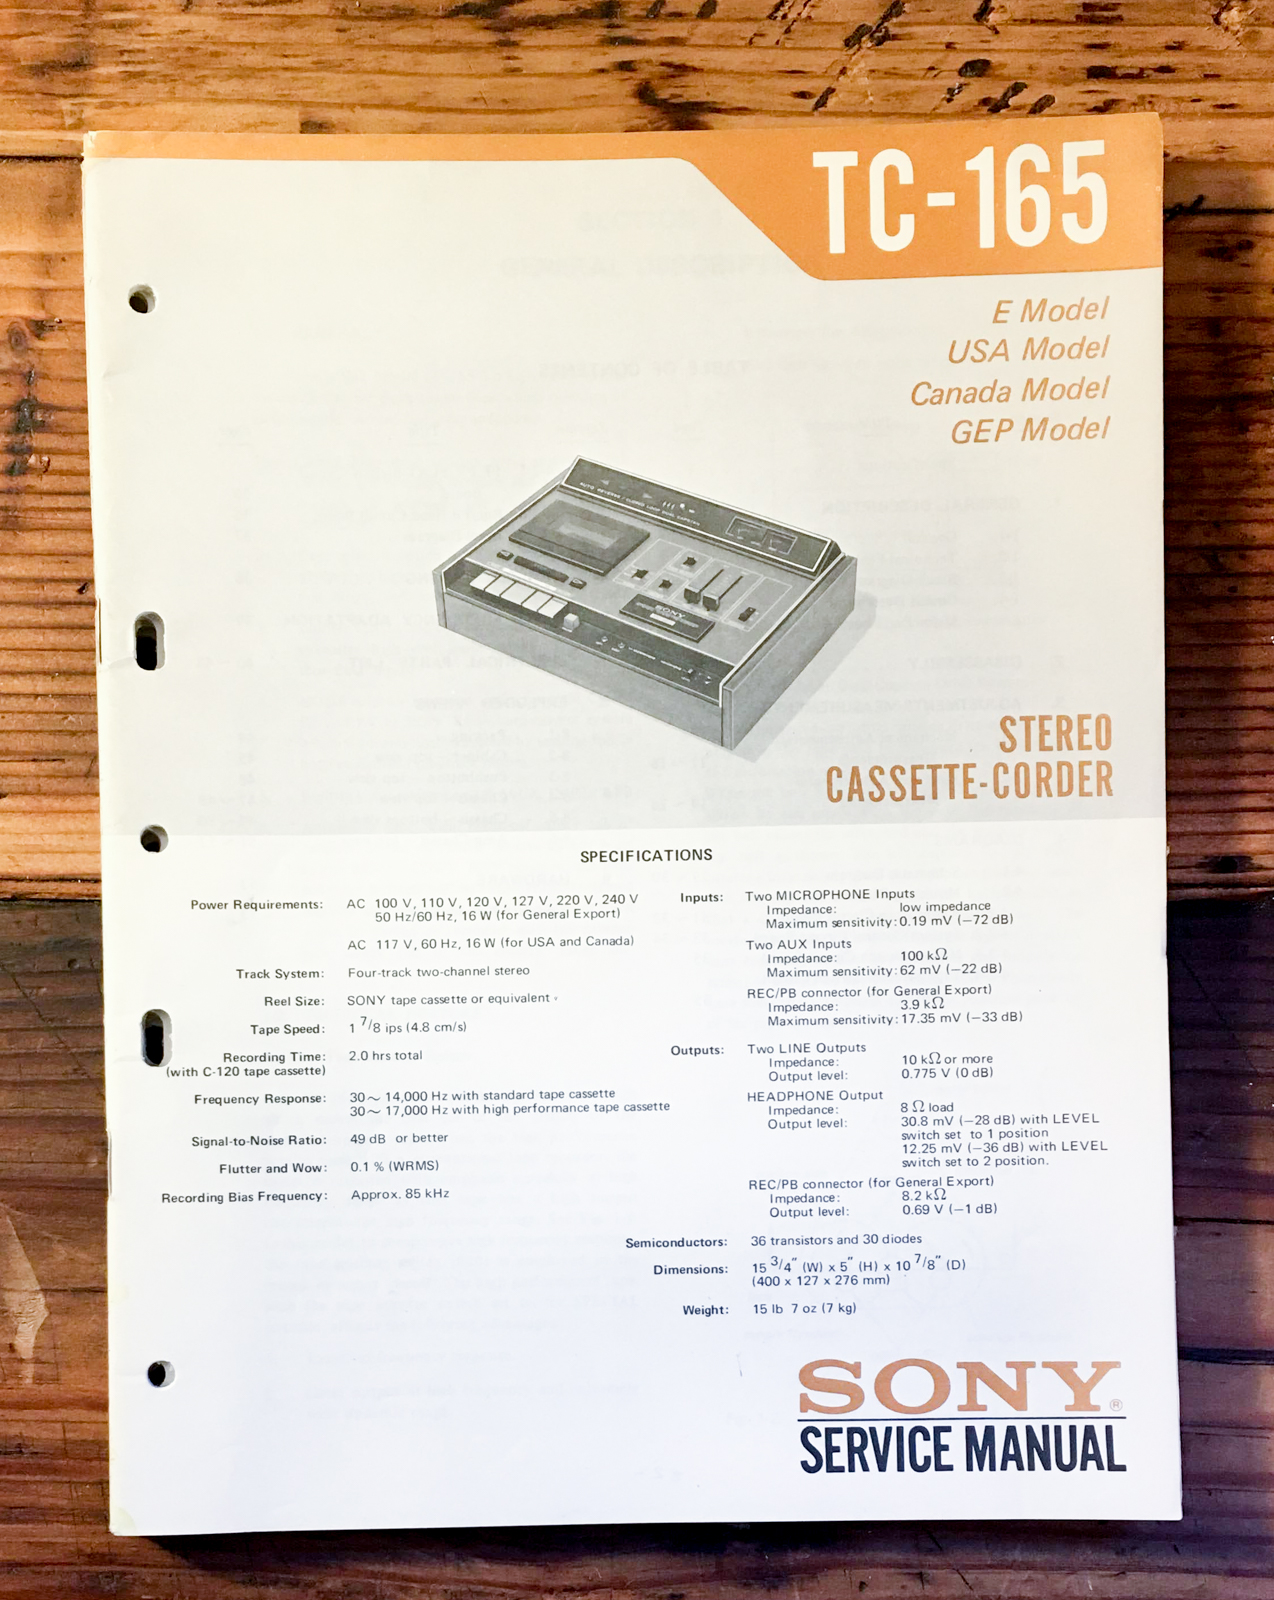 TC-165
E Model
USA Model
Canada Model
GEP Model
SONY
STEREO
CASSETTE-CORDER
SPECIFICATIONS
Power Requirements: AC 100 V, 110 V, 120 V, 127 V, 220 V, 240 V
50 Hz/60 Hz, 16 W (for General Export)
AC 117 V, 60 Hz, 16 W (for USA and Canada)
Track System: Four-track two-channel stereo
Reel Size: SONY tape cassette or equivalent
Tape Speed: 1 7/8 ips (4.8 cm/s)
Recording Time: 2.0 hrs total
(with C-120 tape cassette)
Frequency Response: 30～ 14,000 Hz with standard tape cassette
30～ 17,000 Hz with high performance tape cassette
Signal-to-Noise Ratio: 49 dB or better
Flutter and Wow: 0.1 % (WRMS)
Recording Bias Frequency: Approx. 85 kHz
Inputs: Two MICROPHONE Inputs
Impedance: low impedance
Maximum sensitivity: 0.19 mV (−72 dB)
Two AUX Inputs
Impedance: 100 kΩ
Maximum sensitivity: 62 mV (−22 dB)
REC/PB connector (for General Export)
Impedance: 3.9 kΩ
Maximum sensitivity: 17.35 mV (−33 dB)
Outputs: Two LINE Outputs
Impedance: 10 kΩ or more
Output level: 0.775 V (0 dB)
HEADPHONE Output
Impedance: 8 Ω load
Output level: 30.8 mV (−28 dB) with LEVEL
switch set to 1 position
12.25 mV (−36 dB) with LEVEL
switch set to 2 position.
REC/PB connector (for General Export)
Impedance: 8.2 kΩ
Output level: 0.69 V (−1 dB)
Semiconductors: 36 transistors and 30 diodes
Dimensions: 15 3/4" (W) x 5" (H) x 10 7/8" (D)
(400 x 127 x 276 mm)
Weight: 15 lb 7 oz (7 kg)
SONY®
SERVICE MANUAL